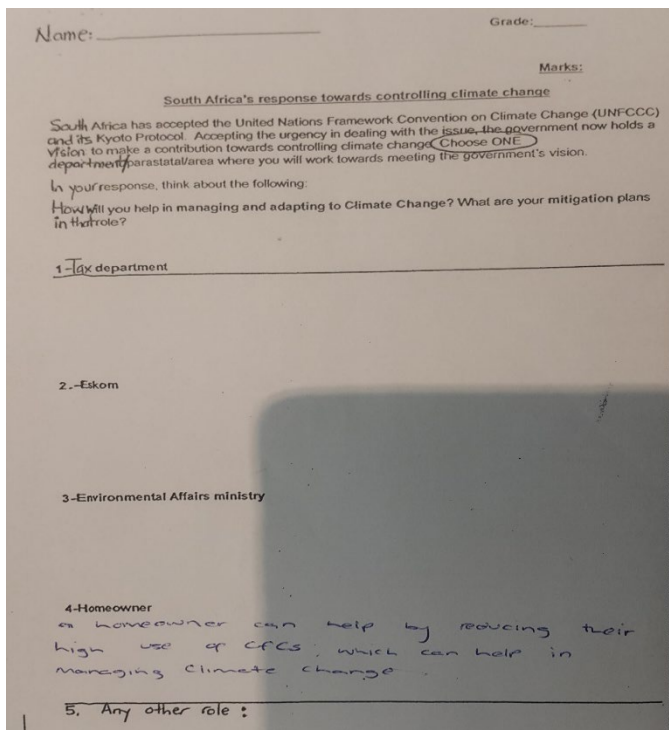 Grade:______
Name: ______________
Marks:
South Africa's response towards controlling climate change
South Africa has accepted the United Nations Framework Convention on Climate Change (UNFCCC)
and its Kyoto Protocol. Accepting the urgency in dealing with the issue, the government now holds a
vision to make a contribution towards controlling climate change. Choose ONE
department/parastatal/area where you will work towards meeting the government's vision.
In your response, think about the following:
How will you help in managing and adapting to Climate Change? What are your mitigation plans
in that role?
1-Tax department
2.-Eskom
3-Environmental Affairs ministry
4-Homeowner
a homeowner can help by reducing their
high use of CFCs, which can help in
managing Climate change.
5. Any other role :